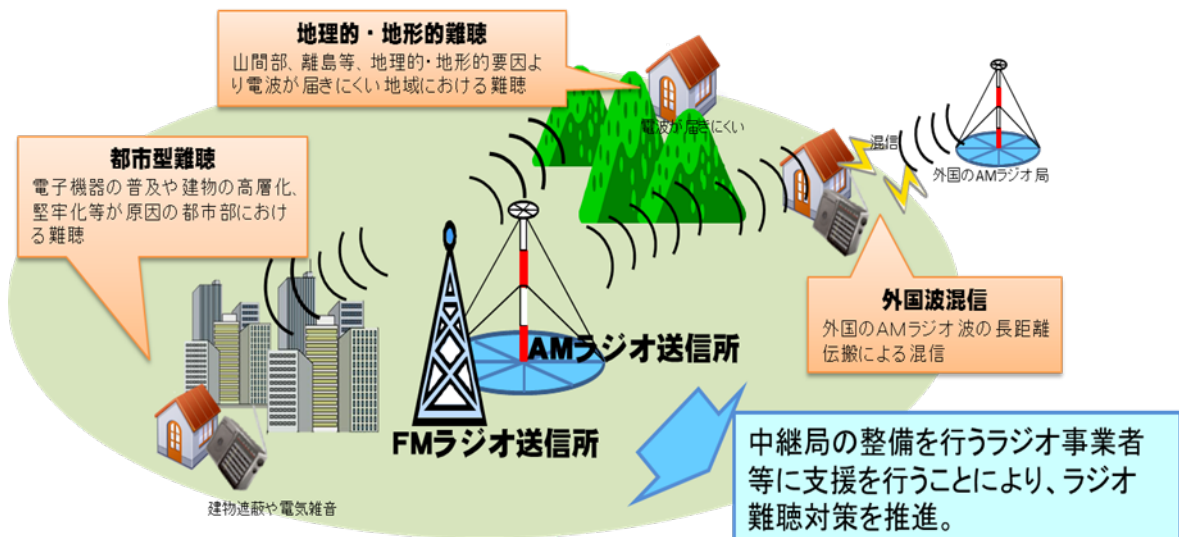 地理的・地形的難聴
山間部、離島等、地理的・地形的要因よ
り電波が届きにくい地域における難聴
電波が届きにくい
都市型難聴
電子機器の普及や建物の高層化、
堅牢化等が原因の都市部におけ
る難聴
混信
外国のAMラジオ局
外国波混信
外国のAMラジオ波の長距離
伝搬による混信
AMラジオ送信所
FMラジオ送信所
建物遮蔽や電気雑音
中継局の整備を行うラジオ事業者
等に支援を行うことにより、ラジオ
難聴対策を推進。